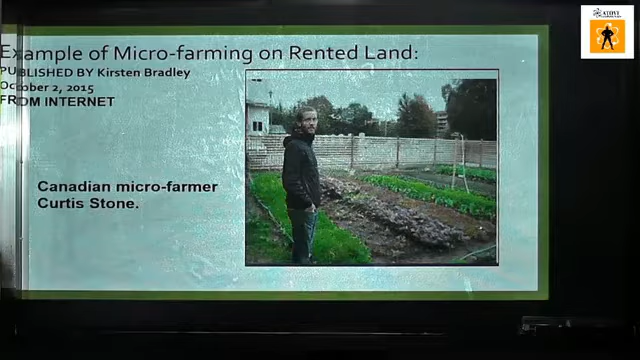 Example of Micro-farming on Rented Land:
PUBLISHED BY Kirsten Bradley
October 2, 2015
FROM INTERNET
Canadian micro-farmer
Curtis Stone.